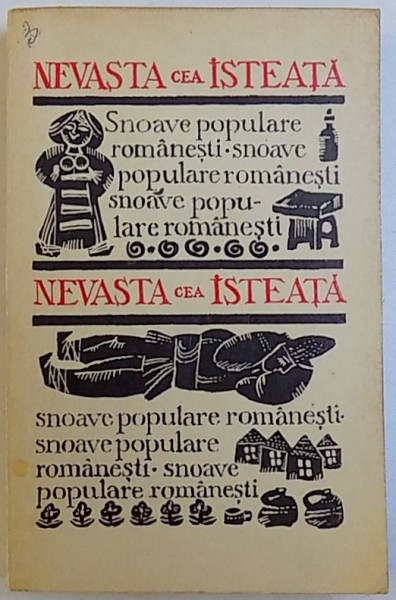 NEVASTA CEA ISTEAȚĂ
Snoave populare
românești · snoave
populare românești
snoave popu-
lare românești
NEVASTA CEA ISTEAȚĂ
snoave populare românești ·
snoave populare
românești · snoave
populare românești